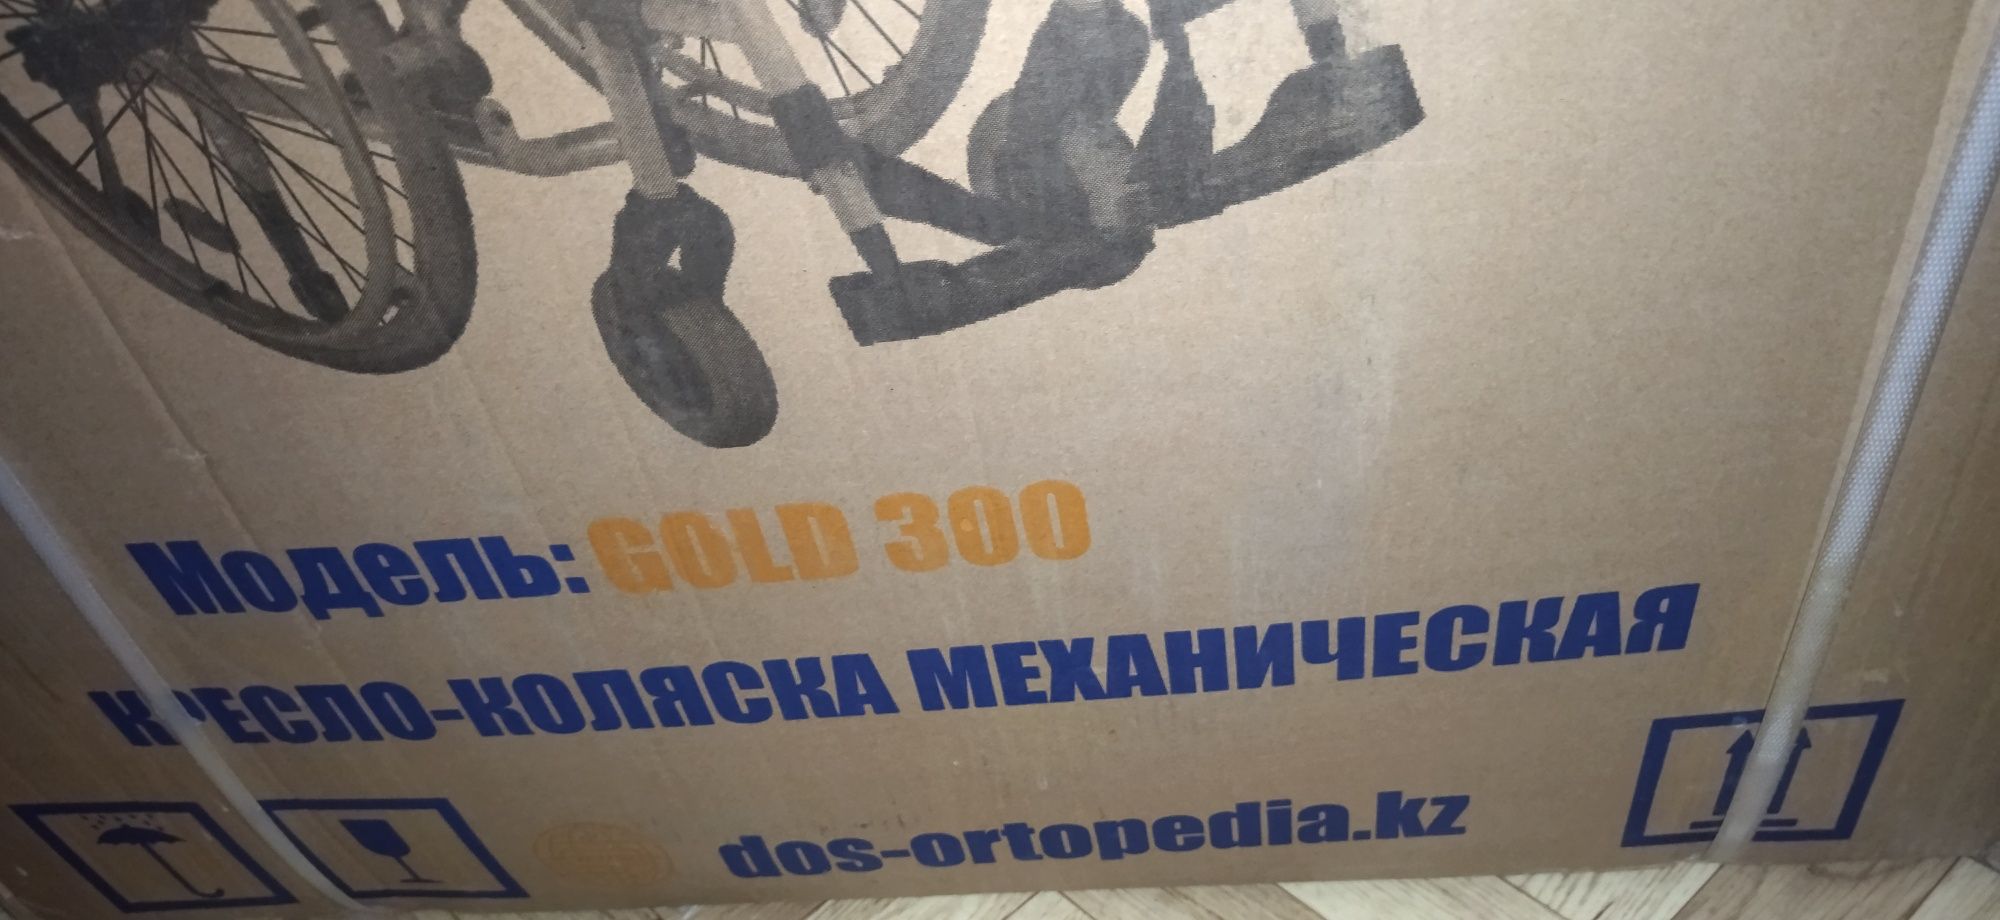 Модель: GOLD 300
КРЕСЛО-КОЛЯСКА МЕХАНИЧЕСКАЯ
dos-ortopedia.kz